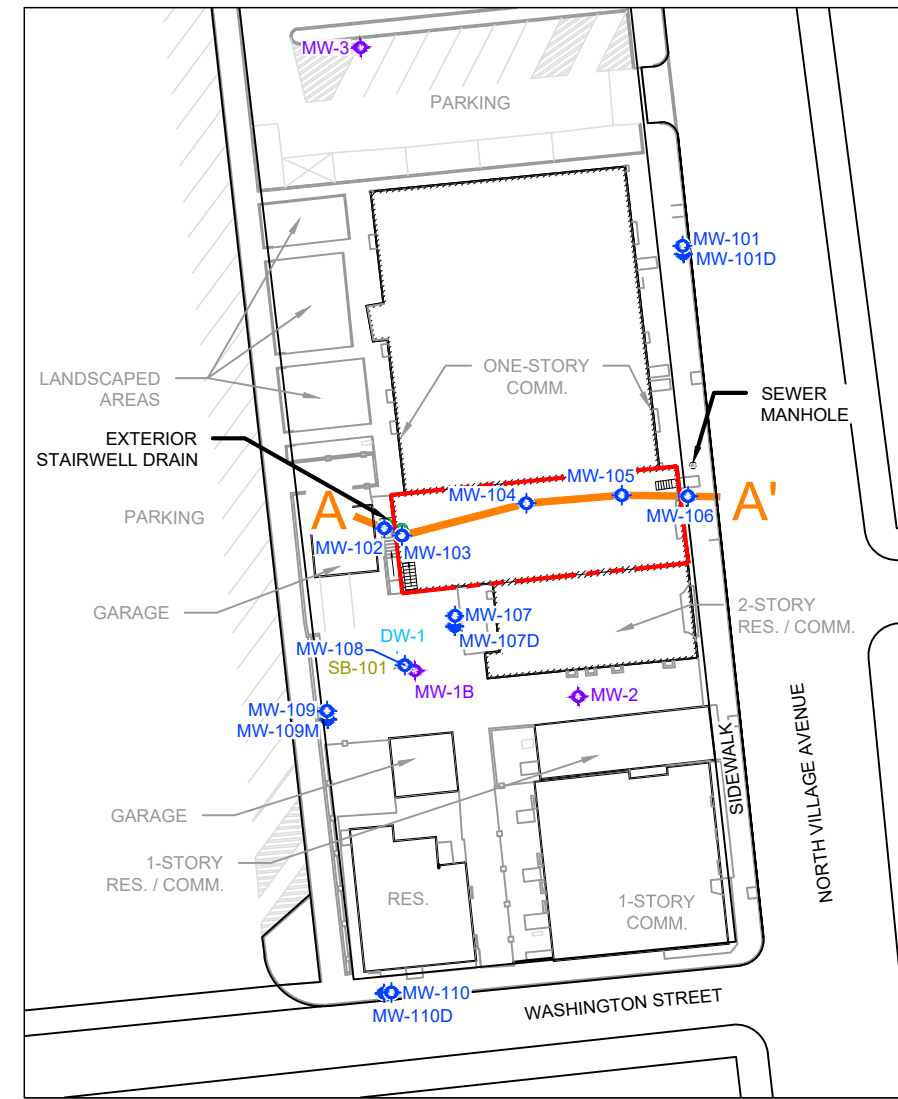 MW-3
PARKING
MW-101
MW-101D
LANDSCAPED
AREAS
ONE-STORY
COMM.
SEWER
MANHOLE
EXTERIOR
STAIRWELL DRAIN
MW-105
MW-104
A
A'
MW-106
PARKING
MW-102
MW-103
GARAGE
MW-107
MW-107D
2-STORY
RES. / COMM.
DW-1
MW-108
SB-101
MW-1B
MW-2
MW-109
MW-109M
SIDEWALK
NORTH VILLAGE AVENUE
GARAGE
1-STORY
RES. / COMM.
RES.
1-STORY
COMM.
MW-110
MW-110D
WASHINGTON STREET